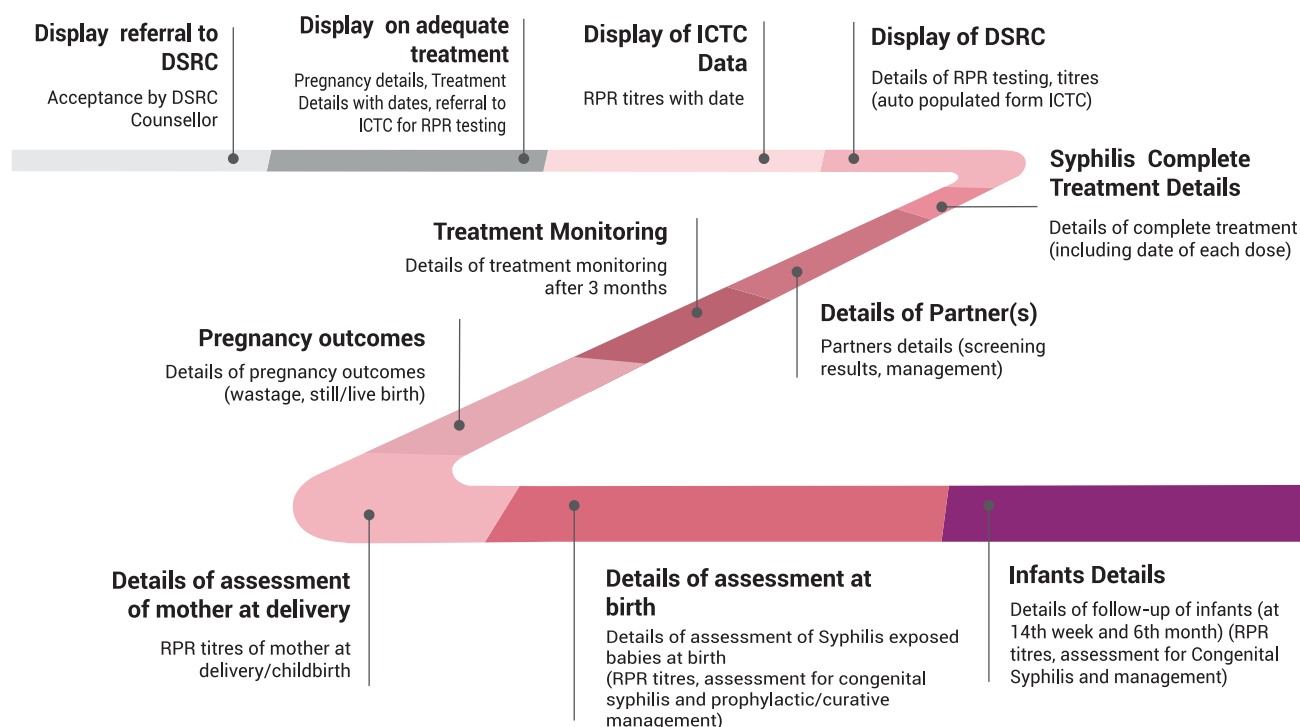 Display referral to
DSRC
Acceptance by DSRC
Counsellor
Display on adequate
treatment
Pregnancy details, Treatment
Details with dates, referral to
ICTC for RPR testing
Display of ICTC
Data
RPR titres with date
Display of DSRC
Details of RPR testing, titres
(auto populated form ICTC)
Syphilis Complete
Treatment Details
Details of complete treatment
(including date of each dose)
Details of Partner(s)
Partners details (screening
results, management)
Treatment Monitoring
Details of treatment monitoring
after 3 months
Pregnancy outcomes
Details of pregnancy outcomes
(wastage, still/live birth)
Details of assessment
of mother at delivery
RPR titres of mother at
delivery/childbirth
Details of assessment at
birth
Details of assessment of Syphilis exposed
babies at birth
(RPR titres, assessment for congenital
syphilis and prophylactic/curative
management)
Infants Details
Details of follow-up of infants (at
14th week and 6th month) (RPR
titres, assessment for Congenital
Syphilis and management)